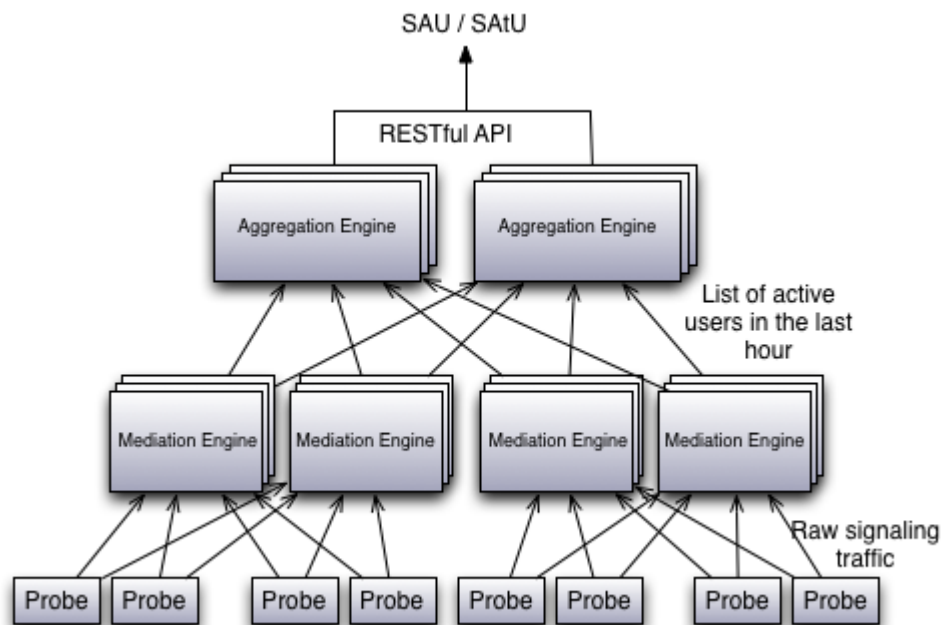 SAU / SAtU
RESTful API
Aggregation Engine
Aggregation Engine
List of active
users in the last
hour
Mediation Engine
Mediation Engine
Mediation Engine
Mediation Engine
Raw signaling
traffic
Probe
Probe
Probe
Probe
Probe
Probe
Probe
Probe